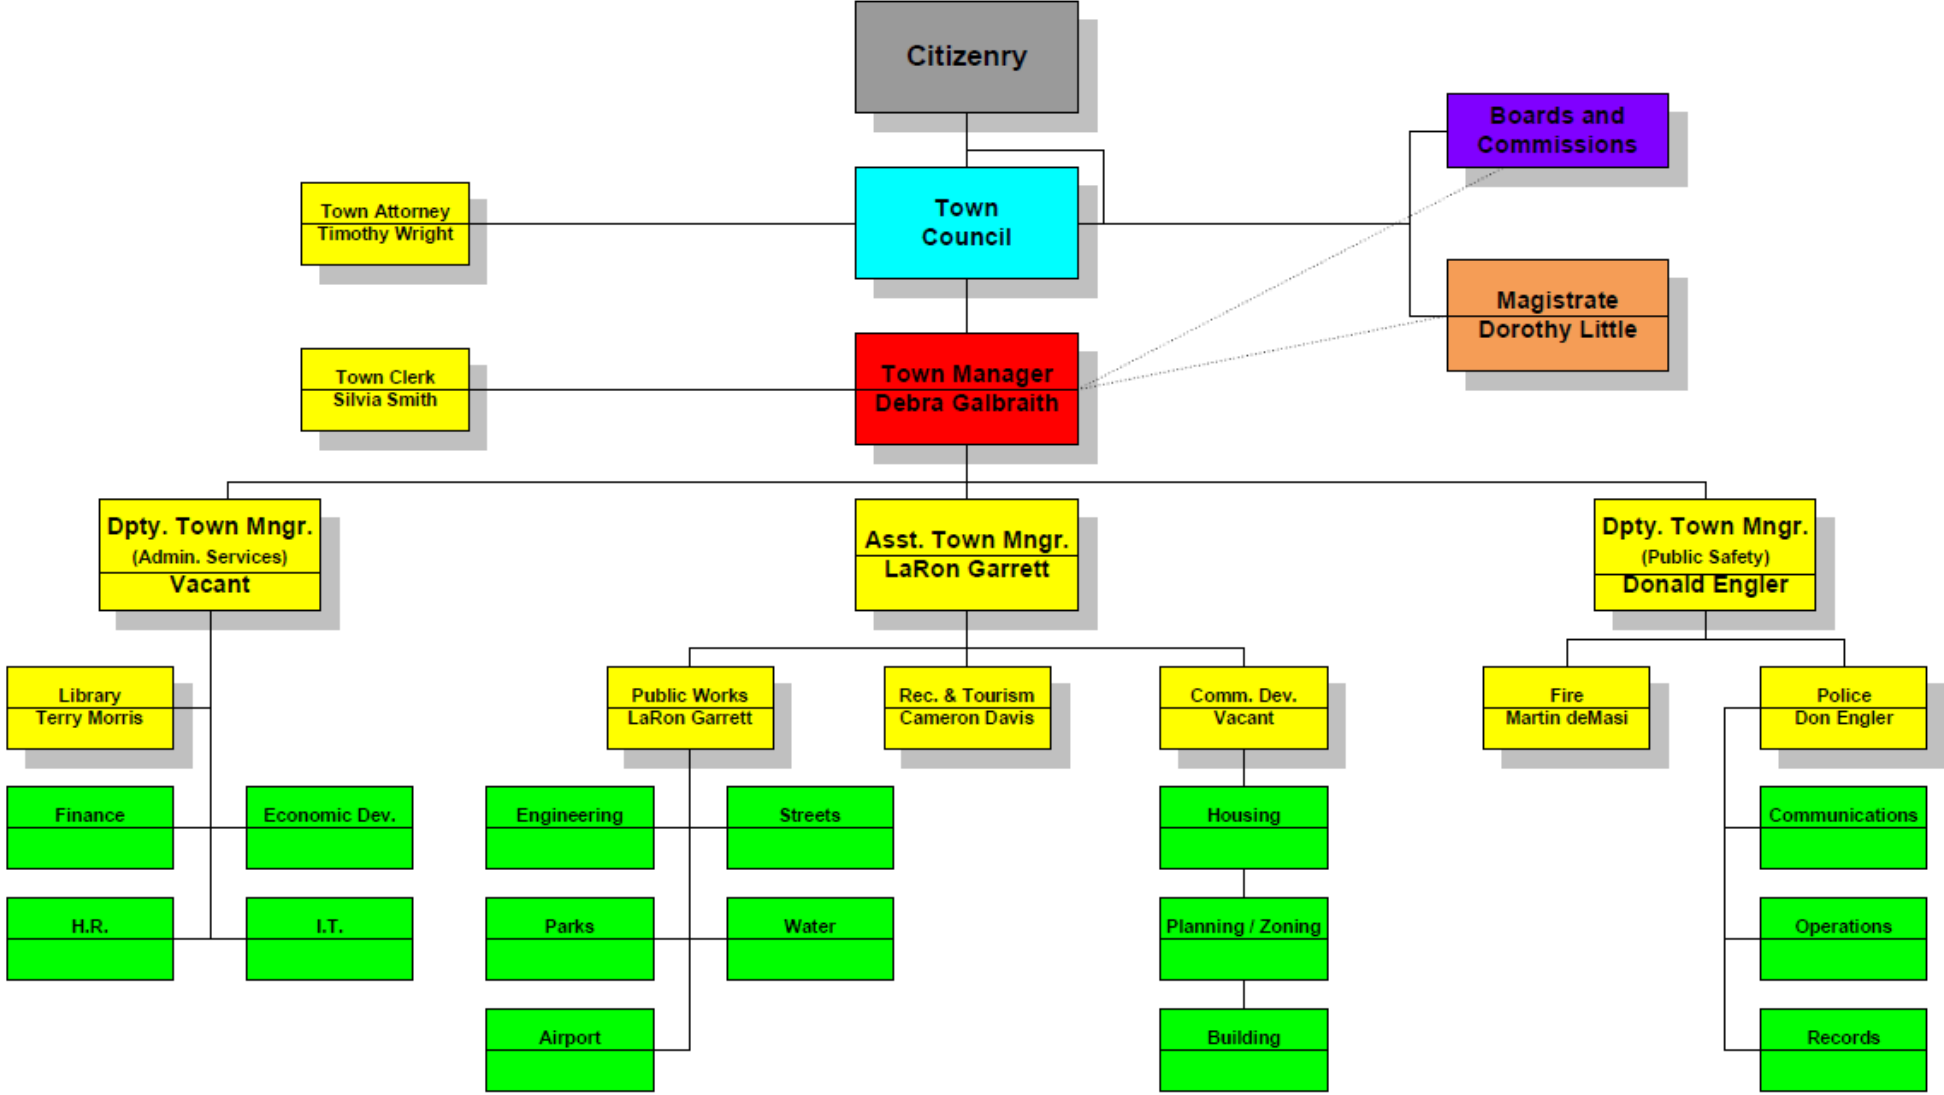 Citizenry
Boards and
Commissions
Town Attorney
Timothy Wright
Town
Council
Magistrate
Dorothy Little
Town Clerk
Silvia Smith
Town Manager
Debra Galbraith
Dpty. Town Mngr.
(Admin. Services)
Vacant
Asst. Town Mngr.
LaRon Garrett
Dpty. Town Mngr.
(Public Safety)
Donald Engler
Library
Terry Morris
Public Works
LaRon Garrett
Rec. & Tourism
Cameron Davis
Comm. Dev.
Vacant
Fire
Martin deMasi
Police
Don Engler
Finance
Economic Dev.
Engineering
Streets
Housing
Communications
H.R.
I.T.
Parks
Water
Planning / Zoning
Operations
Airport
Building
Records